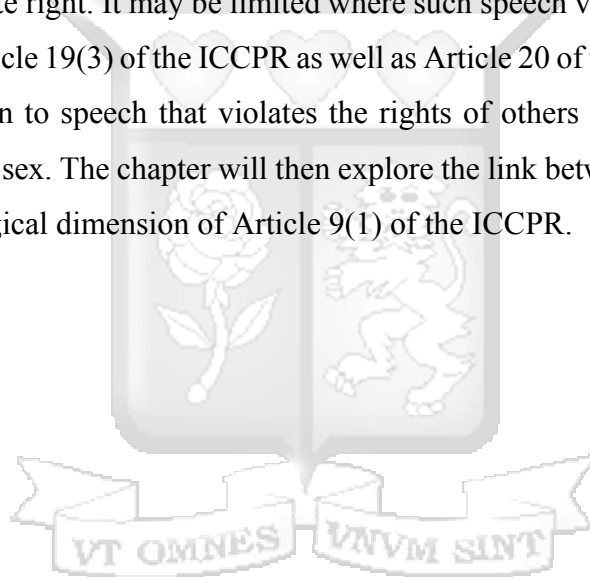 te right. It may be limited where such speech v
cle 19(3) of the ICCPR as well as Article 20 of
n to speech that violates the rights of others
sex. The chapter will then explore the link betw
gical dimension of Article 9(1) of the ICCPR.
VT OMNES VNVM SINT